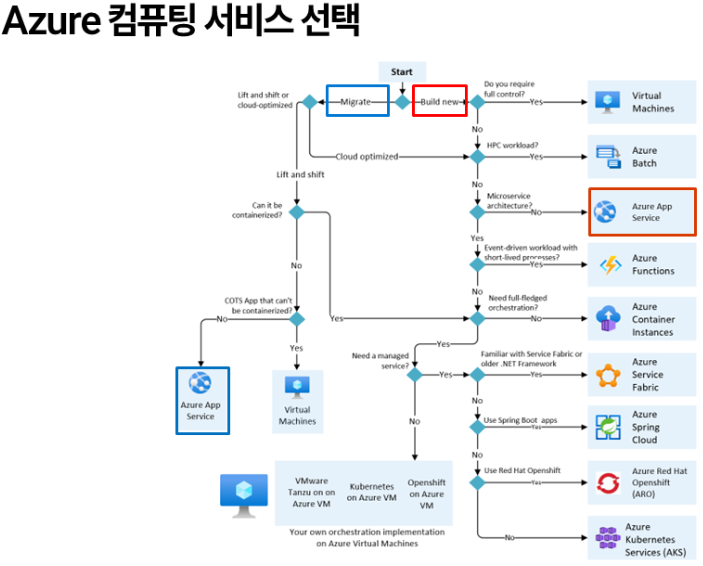 Azure 컴퓨팅 서비스 선택
Start
Lift and shift or
cloud-optimized
Migrate
Build new
Do you require
full control?
Yes
Virtual
Machines
No
Cloud optimized
HPC workload?
Yes
Azure
Batch
Lift and shift
No
Can it be
containerized?
Microservice
architecture?
No
Azure App
Service
Yes
Event-driven workload with
short-lived processes?
Yes
Azure
Functions
No
No
COTS App that can't
be containerized?
Need full-fledged
orchestration?
No
Yes
No
Azure
Container
Instances
Yes
Yes
Need a managed
service?
Yes
Familiar with Service Fabric or
older .NET Framework
Yes
Azure
Service
Fabric
Azure App
Service
Virtual
Machines
No
No
Use Spring Boot apps
Yes
Azure
Spring
Cloud
No
VMware
Tanzu on on
Azure VM
Kubernetes
on Azure VM
Openshift
on Azure
VM
Use Red Hat Openshift
Yes
Azure Red Hat
Openshift
(ARO)
Your own orchestration implementation
on Azure Virtual Machines
No
Azure
Kubernetes
Services (AKS)